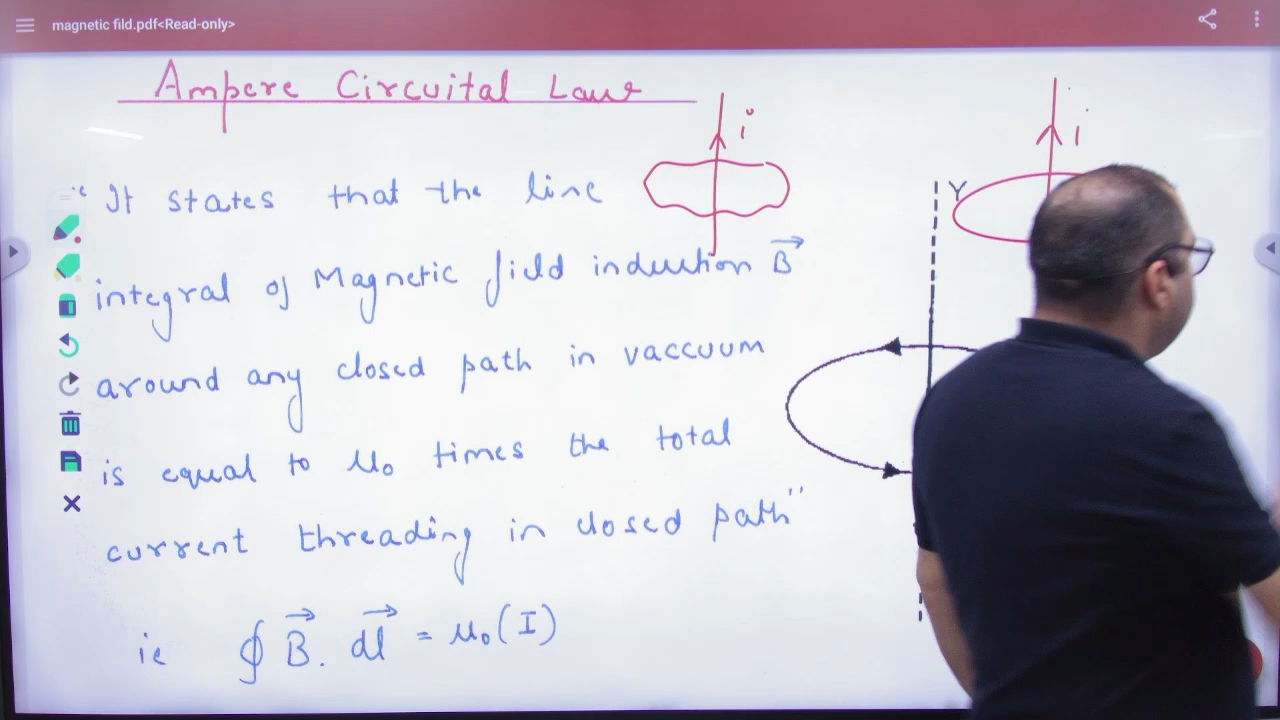 magnetic fild.pdf<Read-only>
Ampere Circuital Law
i
i
Y
"It states that the line
integral of Magnetic field induction B
around any closed path in vaccuum
is equal to μ₀ times the total
current threading in closed path"
ie ∮ B⃗ . dl⃗ = μ₀(I)